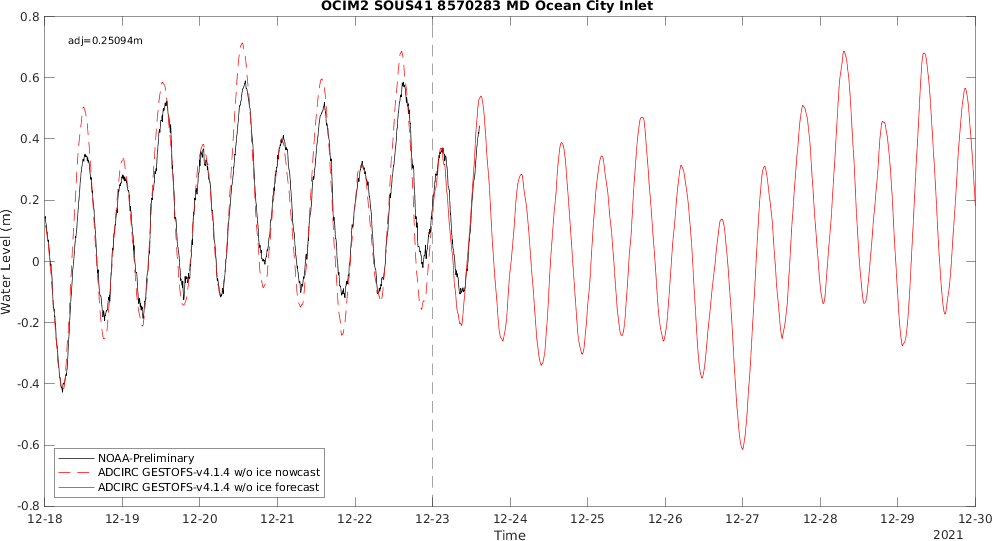 OCIM2 SOUS41 8570283 MD Ocean City Inlet
adj=0.25094m
Water Level (m)
0.8
0.6
0.4
0.2
0
-0.2
-0.4
-0.6
-0.8
NOAA-Preliminary
ADCIRC GESTOFS-v4.1.4 w/o ice nowcast
ADCIRC GESTOFS-v4.1.4 w/o ice forecast
12-18 12-19 12-20 12-21 12-22 12-23 12-24 12-25 12-26 12-27 12-28 12-29 12-30
Time
2021